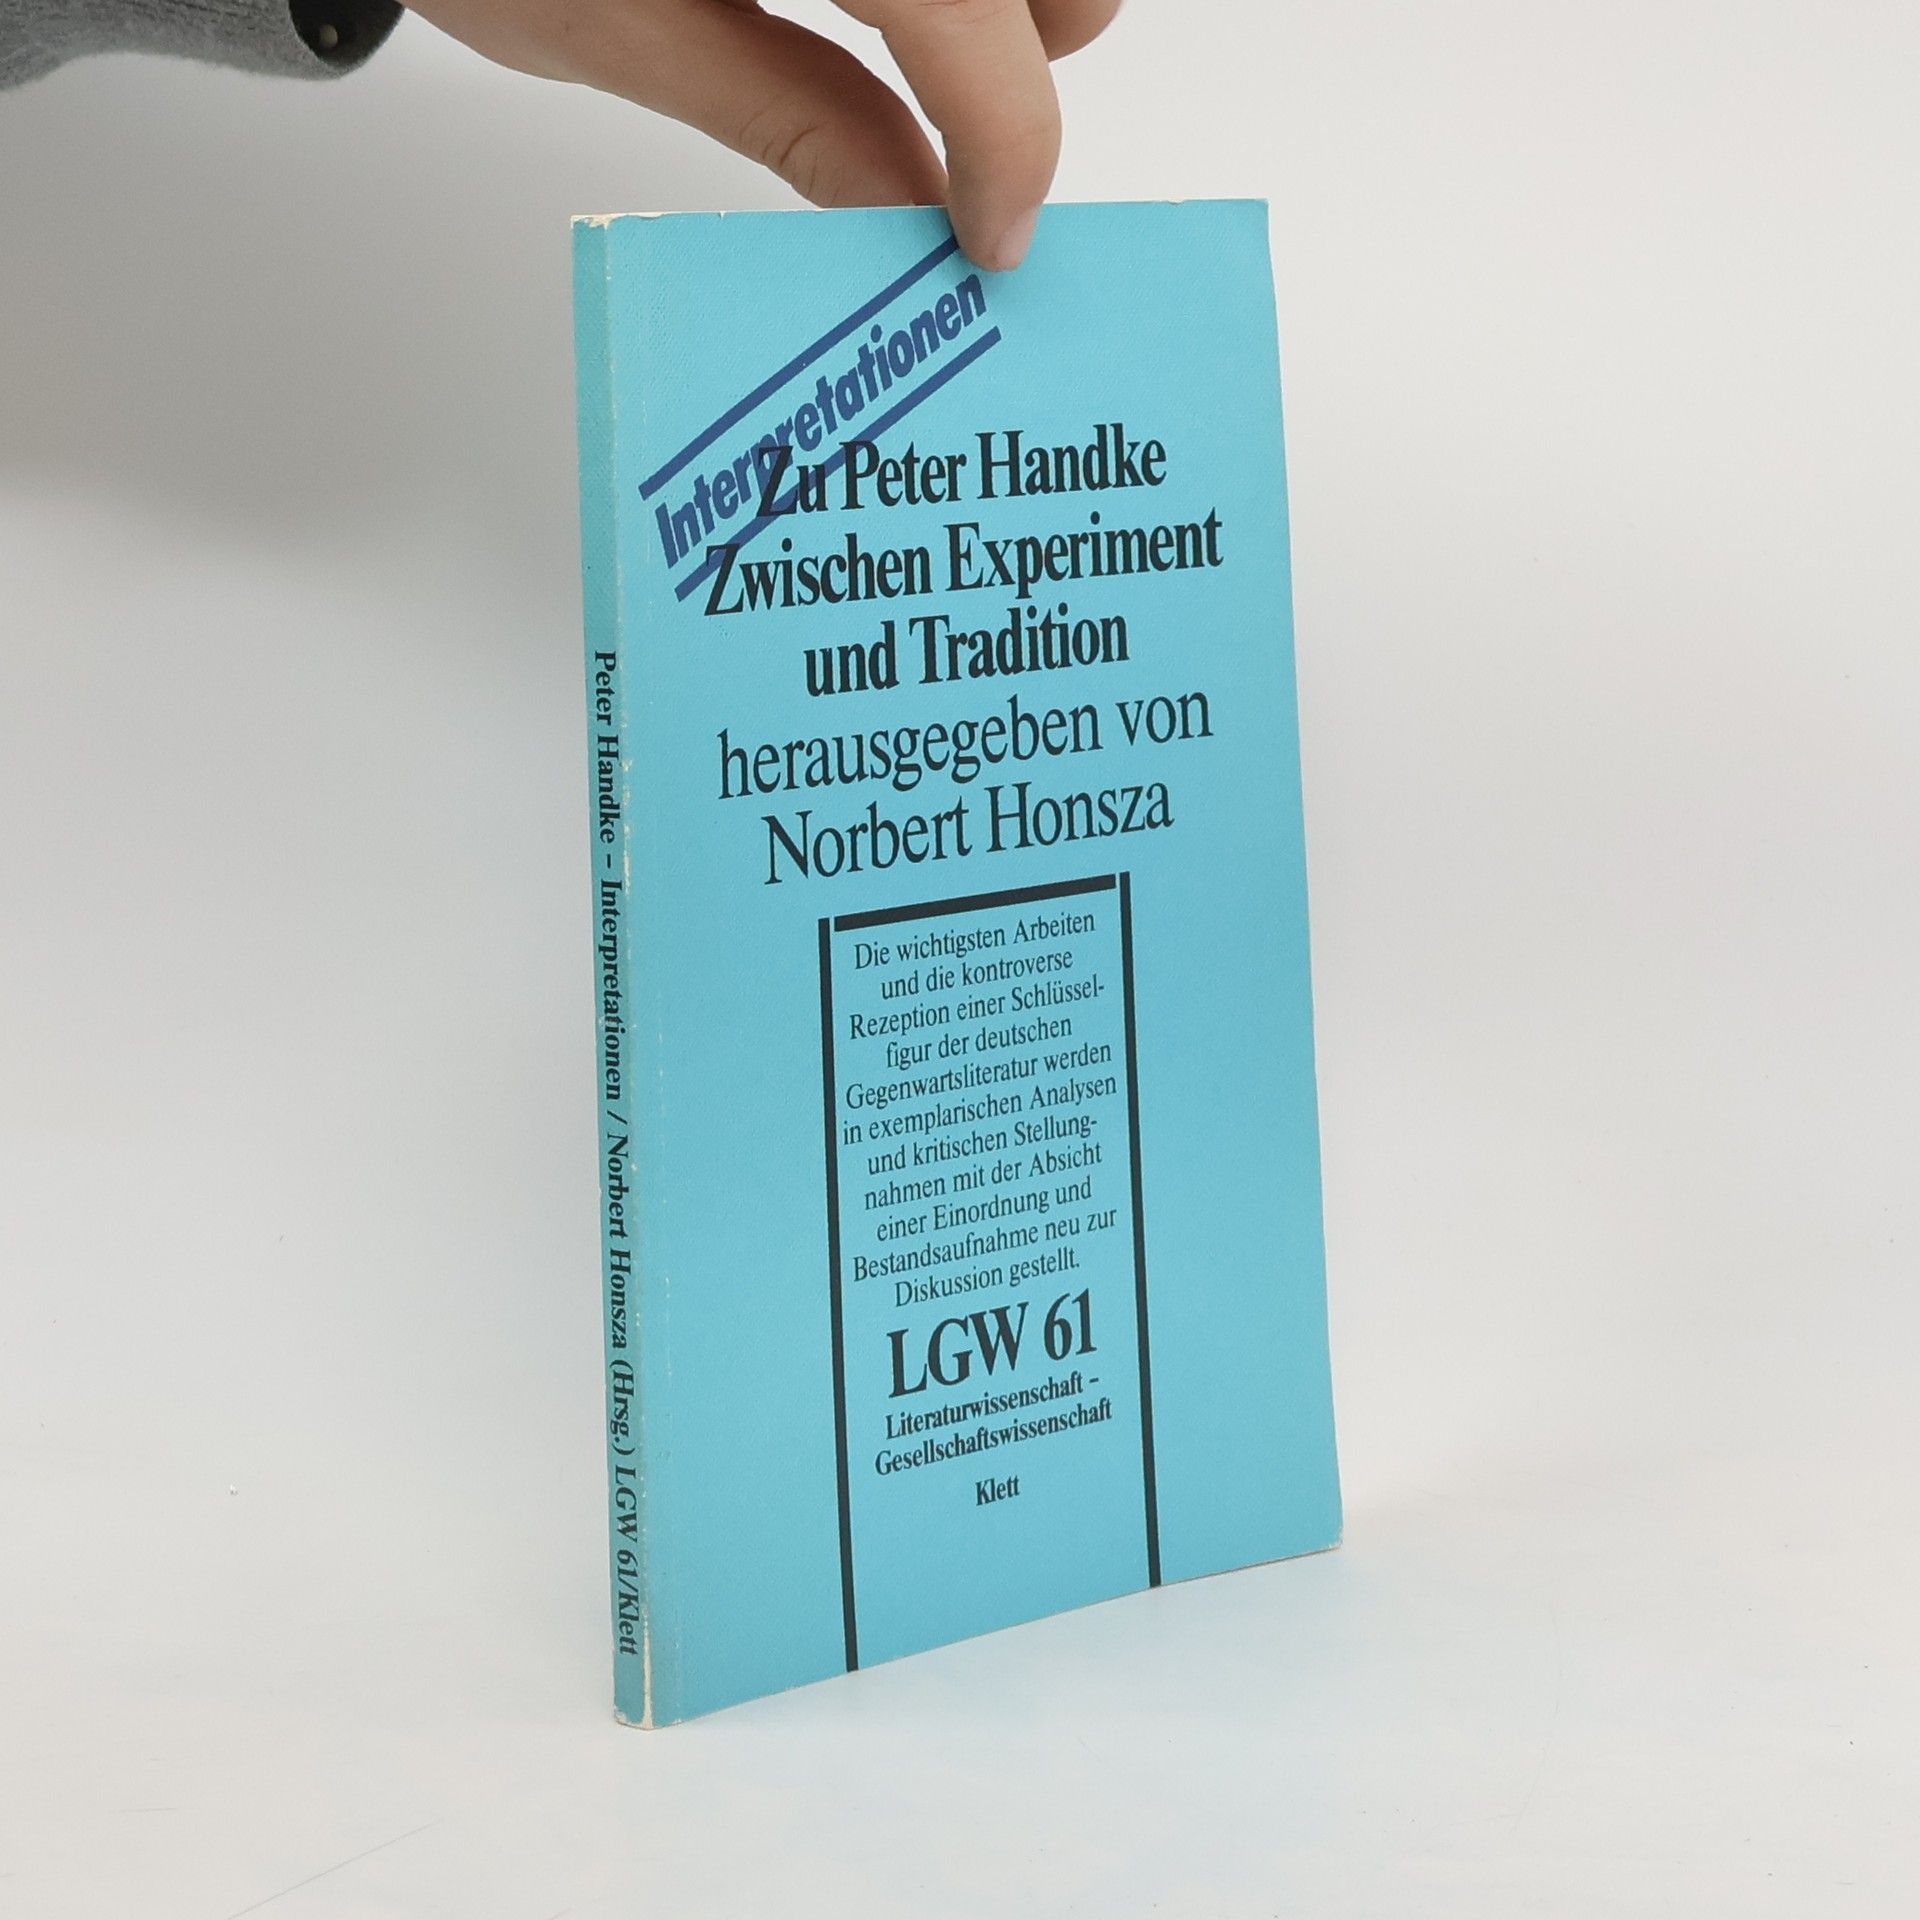 Interpretationen
Zu Peter Handke
Zwischen Experiment
und Tradition
herausgegeben von
Norbert Honsza
Die wichtigsten Arbeiten
und die kontroverse
Rezeption einer Schlüssel-
figur der deutschen
Gegenwartsliteratur werden
in exemplarischen Analysen
und kritischen Stellung-
nahmen mit der Absicht
einer Einordnung und
Bestandsaufnahme neu zur
Diskussion gestellt.
LGW 61
Literaturwissenschaft –
Gesellschaftswissenschaft
Klett
Peter Handke – Interpretationen / Norbert Honsza (Hrsg.) LGW 61/Klett